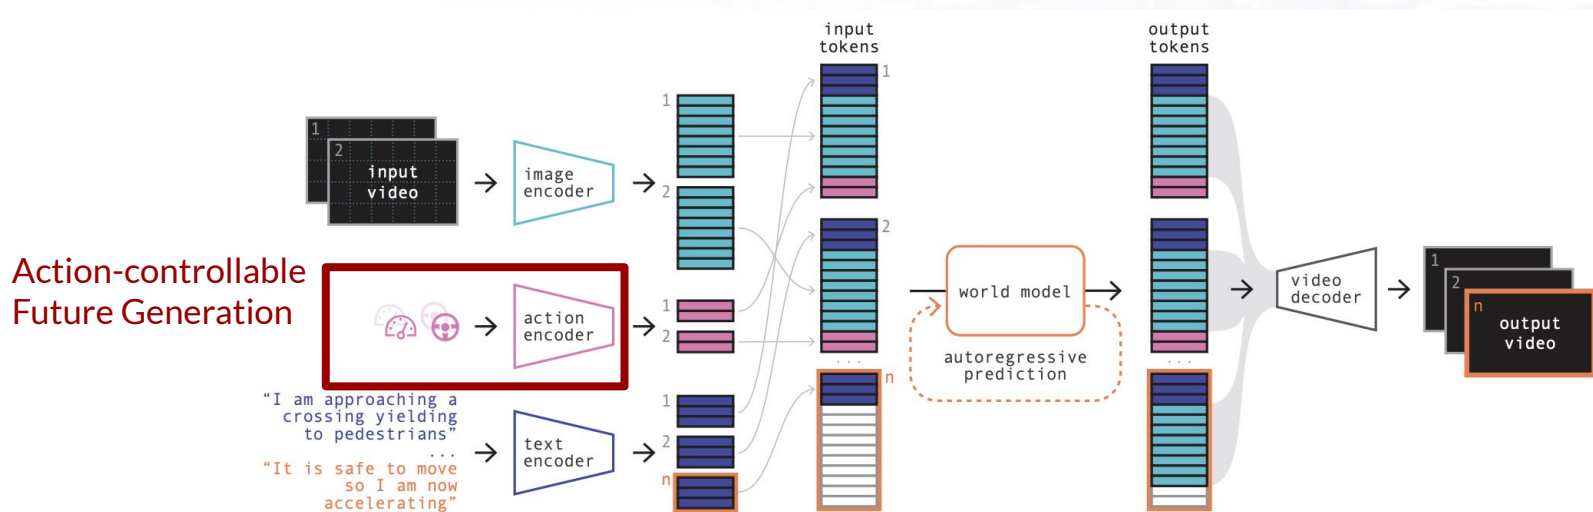 input
tokens
output
tokens
1
1
1
2
input
video
image
encoder
2
2
Action-controllable
Future Generation
action
encoder
1
2
world model
autoregressive
prediction
...
n
...
video
decoder
1
2
n
output
video
"I am approaching a
crossing yielding
to pedestrians"
...
"It is safe to move
so I am now
accelerating"
text
encoder
1
2
n